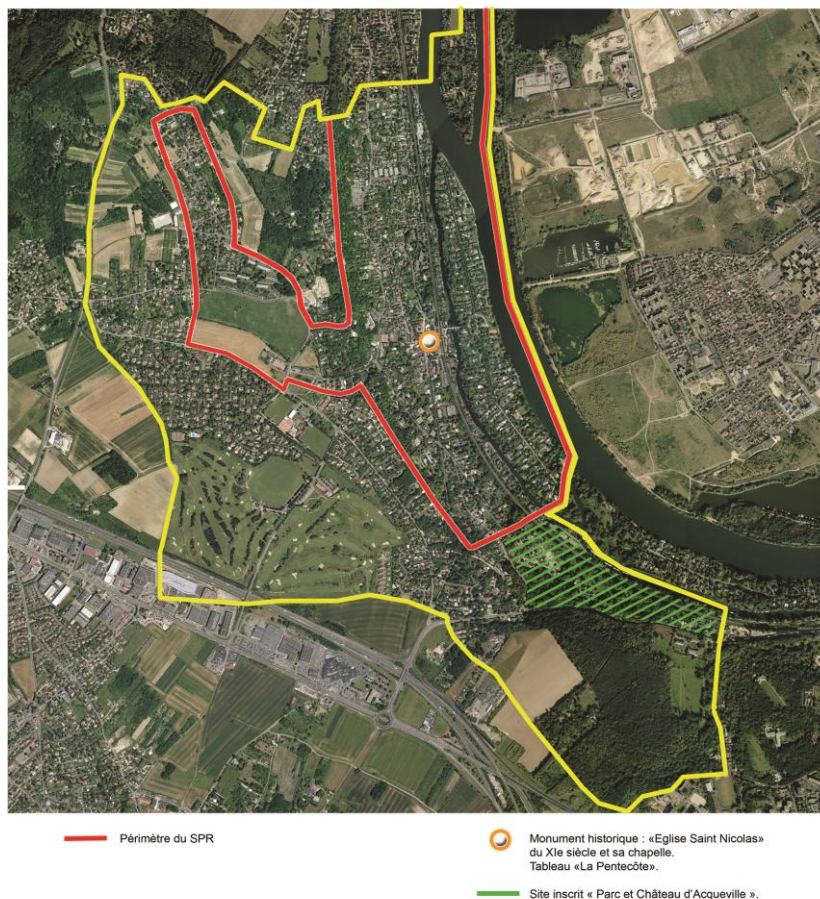 Périmètre du SPR
Monument historique : «Eglise Saint Nicolas»
du XIe siècle et sa chapelle.
Tableau «La Pentecôte».
Site inscrit « Parc et Château d'Acqueville ».